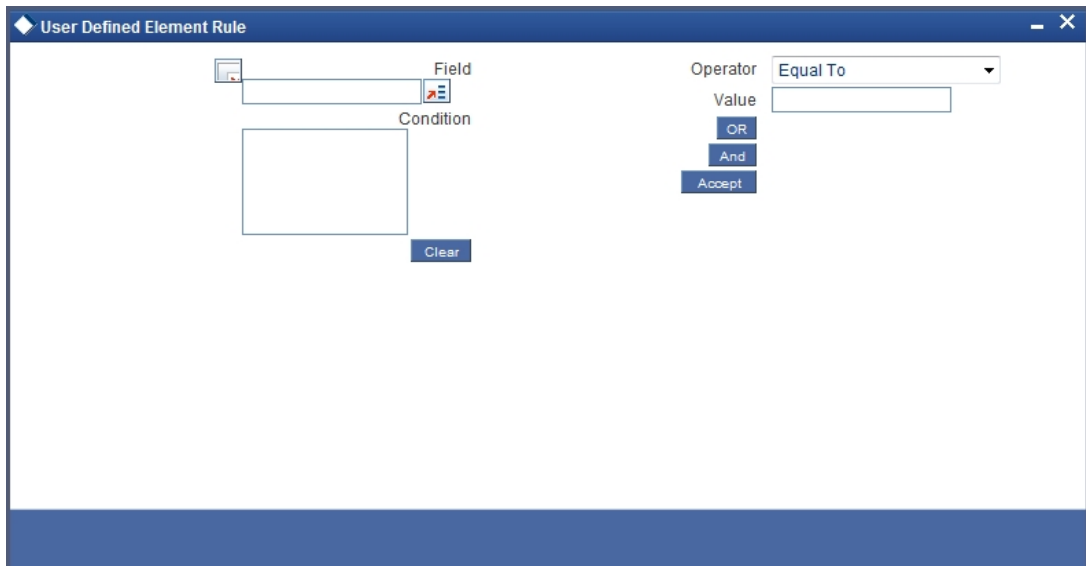 User Defined Element Rule
Field
Condition
Clear
Operator Equal To
Value
OR
And
Accept